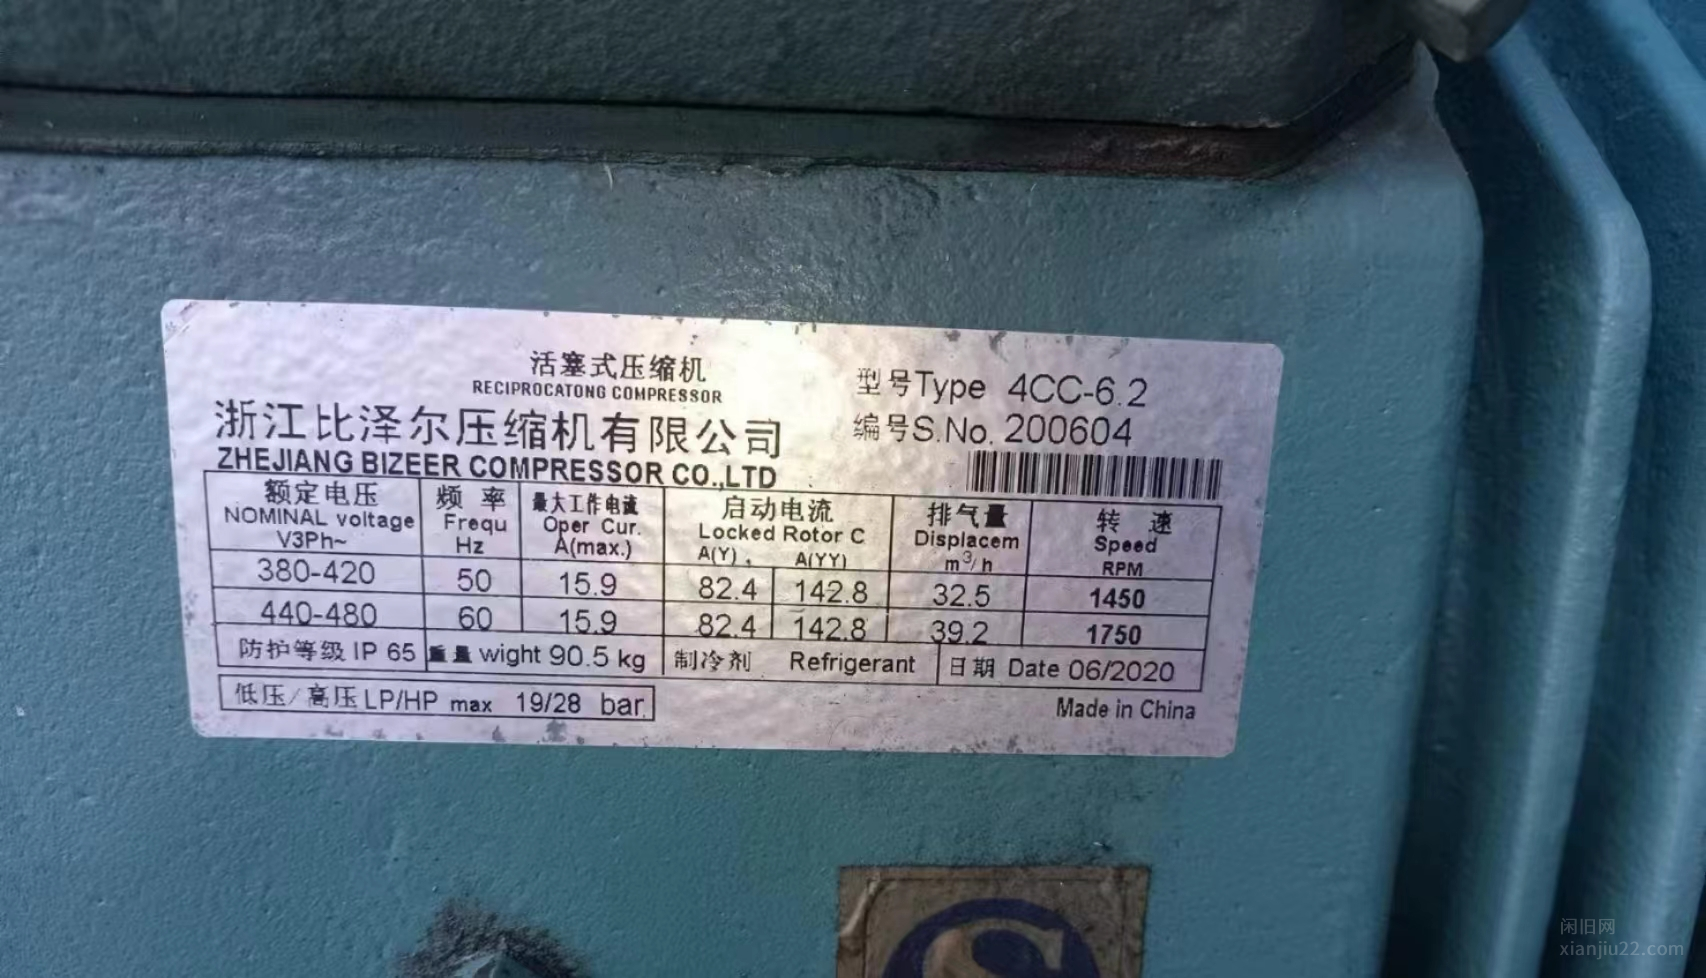 活塞式压缩机
RECIPROCATONG COMPRESSOR
浙江比泽尔压缩机有限公司
ZHEJIANG BIZEER COMPRESSOR CO.,LTD
型号Type 4CC-6.2
编号S.No. 200604
额定电压 频 率 最大工作电流 启动电流 排气量 转 速
NOMINAL voltage Frequ Oper Cur. Locked Rotor C Displacem Speed
V3Ph~ Hz A(max.) A(Y) , A(YY) m³/h RPM
380-420 50 15.9 82.4 142.8 32.5 1450
440-480 60 15.9 82.4 142.8 39.2 1750
防护等级 IP 65 重量 wight 90.5 kg 制冷剂 Refrigerant 日期 Date 06/2020
低压/高压 LP/HP max 19/28 bar.
Made in China
S
闲旧网
xianjiu22.com